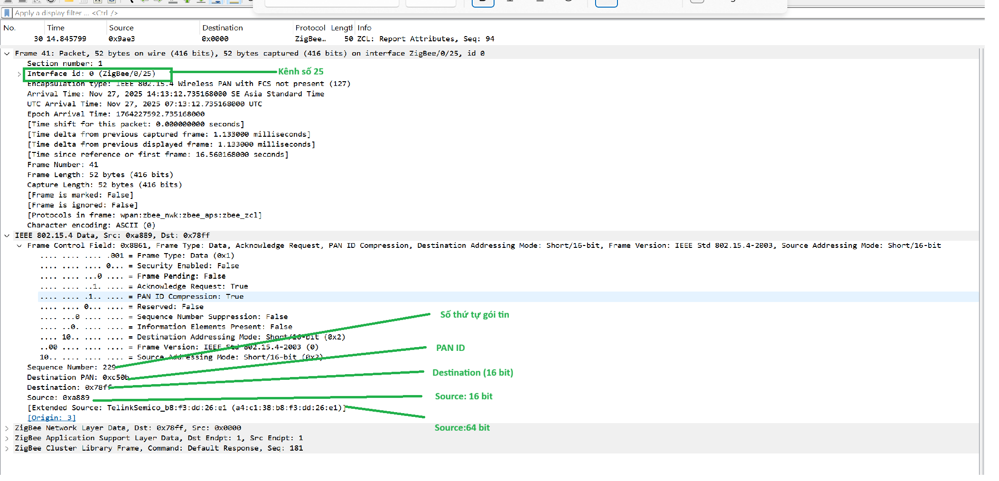 Apply a display filter ... <Ctrl-/>
No. Time Source Destination Protocol Lengtl Info
30 14.845799 0x9ae3 0x0000 ZigBee… 50 ZCL: Report Attributes, Seq: 94
Frame 41: Packet, 52 bytes on wire (416 bits), 52 bytes captured (416 bits) on interface ZigBee/0/25, id 0
Section number: 1
Interface id: 0 (ZigBee/0/25) Kênh số 25
Encapsulation type: IEEE 802.15.4 Wireless PAN with FCS not present (127)
Arrival Time: Nov 27, 2025 14:13:12.735168000 SE Asia Standard Time
UTC Arrival Time: Nov 27, 2025 07:13:12.735168000 UTC
Epoch Arrival Time: 1764227592.735168000
[Time shift for this packet: 0.000000000 seconds]
[Time delta from previous captured frame: 1.133000 milliseconds]
[Time delta from previous displayed frame: 1.133000 milliseconds]
[Time since reference or first frame: 16.560168000 seconds]
Frame Number: 41
Frame Length: 52 bytes (416 bits)
Capture Length: 52 bytes (416 bits)
[Frame is marked: False]
[Frame is ignored: False]
[Protocols in frame: wpan:zbee_nwk:zbee_aps:zbee_zcl]
Character encoding: ASCII (0)
IEEE 802.15.4 Data, Src: 0xa889, Dst: 0x78ff
Frame Control Field: 0x8861, Frame Type: Data, Acknowledge Request, PAN ID Compression, Destination Addressing Mode: Short/16-bit, Frame Version: IEEE Std 802.15.4-2003, Source Addressing Mode: Short/16-bit
.... .... .... .001 = Frame Type: Data (0x1)
.... .... .... 0... = Security Enabled: False
.... .... ...0 .... = Frame Pending: False
.... .... ..1. .... = Acknowledge Request: True
.... .... .1.. .... = PAN ID Compression: True
.... .... 0... .... = Reserved: False
.... ...0 .... .... = Sequence Number Suppression: False
.... ..0. .... .... = Information Elements Present: False
.... 10.. .... .... = Destination Addressing Mode: Short/16-bit (0x2)
..00 .... .... .... = Frame Version: IEEE Std 802.15.4-2003 (0)
10.. .... .... .... = Source Addressing Mode: Short/16-bit (0x2)
Sequence Number: 229 Số thứ tự gói tin
Destination PAN: 0xc50b PAN ID
Destination: 0x78ff Destination (16 bit)
Source: 0xa889 Source: 16 bit
[Extended Source: TelinkSemico_b8:f3:dd:26:e1 (a4:c1:38:b8:f3:dd:26:e1)] Source:64 bit
[Origin: 3]
ZigBee Network Layer Data, Dst: 0x78ff, Src: 0x0000
ZigBee Application Support Layer Data, Dst Endpt: 1, Src Endpt: 1
ZigBee Cluster Library Frame, Command: Default Response, Seq: 181